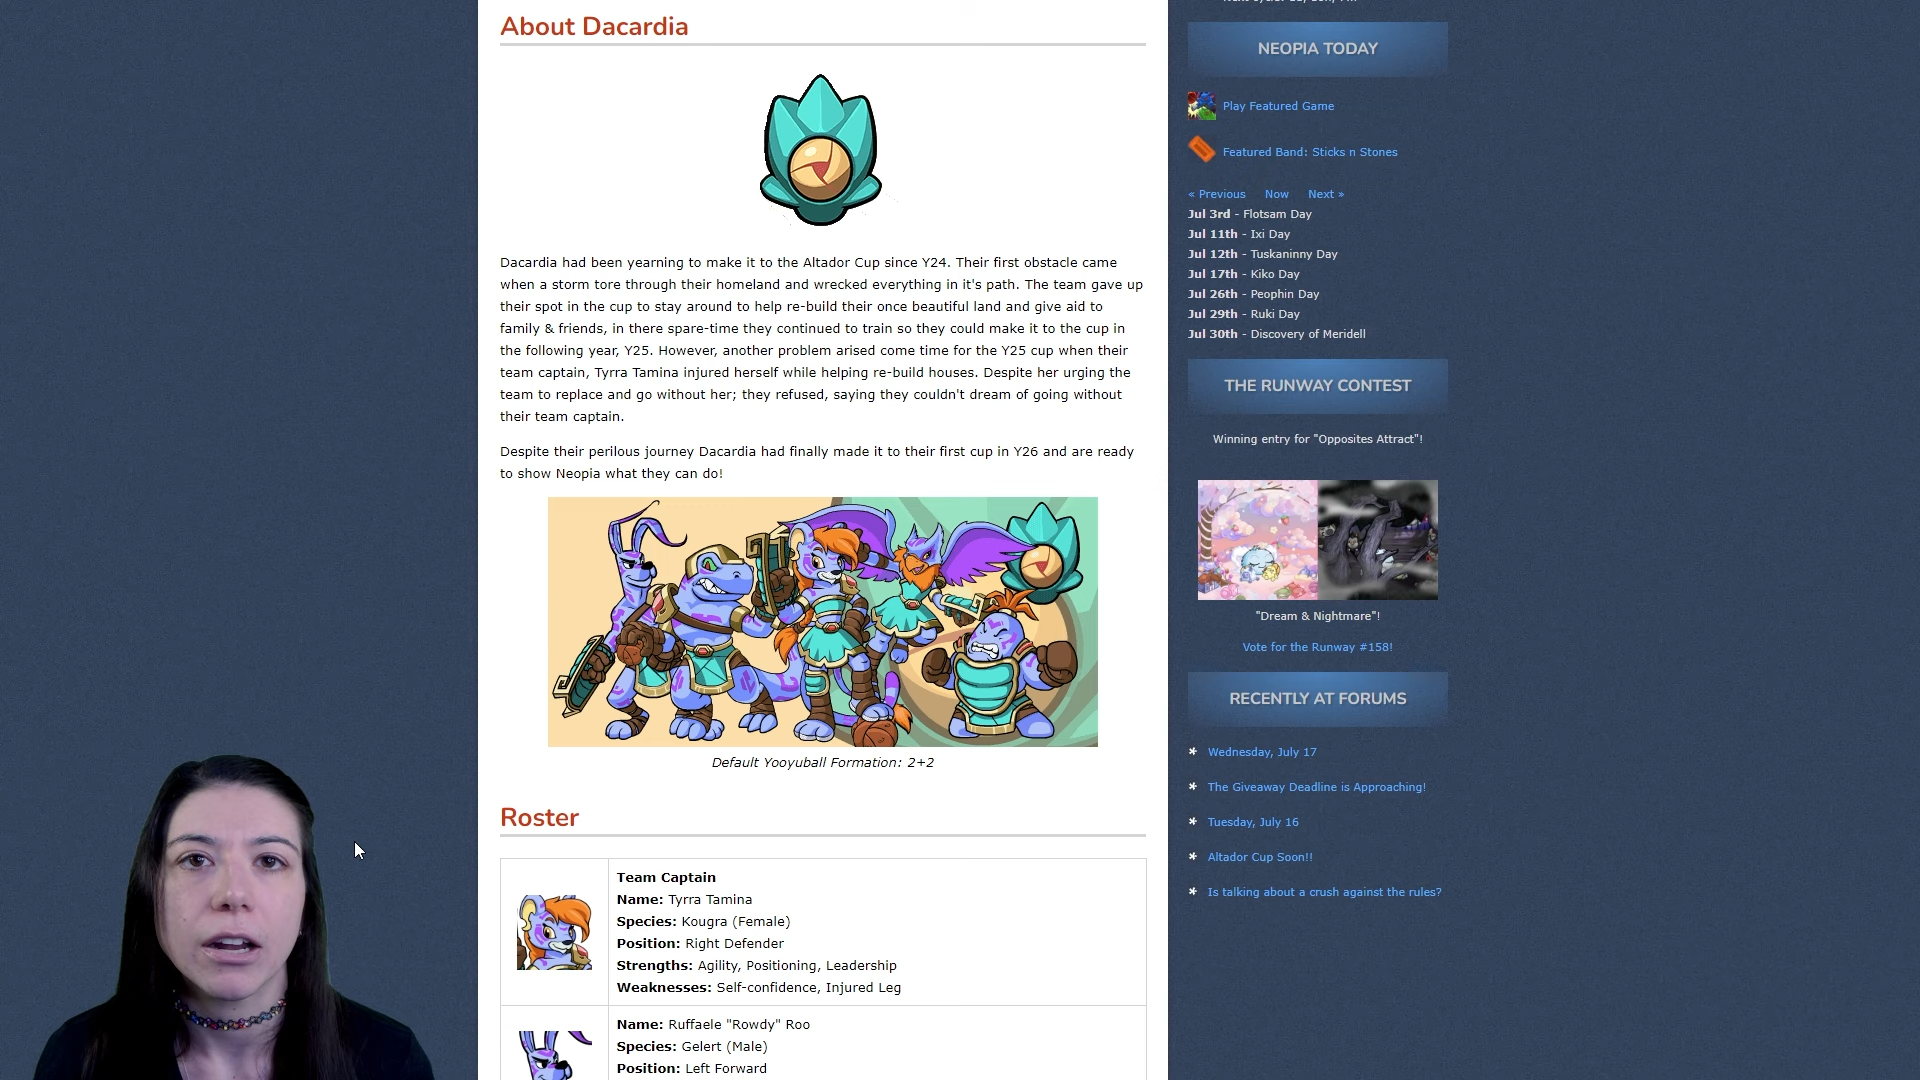 About Dacardia
Dacardia had been yearning to make it to the Altador Cup since Y24. Their first obstacle came
when a storm tore through their homeland and wrecked everything in it's path. The team gave up
their spot in the cup to stay around to help re-build their once beautiful land and give aid to
family & friends, in there spare-time they continued to train so they could make it to the cup in
the following year, Y25. However, another problem arised come time for the Y25 cup when their
team captain, Tyrra Tamina injured herself while helping re-build houses. Despite her urging the
team to replace and go without her; they refused, saying they couldn't dream of going without
their team captain.
Despite their perilous journey Dacardia had finally made it to their first cup in Y26 and are ready
to show Neopia what they can do!
Default Yooyuball Formation: 2+2
Roster
Team Captain
Name: Tyrra Tamina
Species: Kougra (Female)
Position: Right Defender
Strengths: Agility, Positioning, Leadership
Weaknesses: Self-confidence, Injured Leg
Name: Ruffaele "Rowdy" Roo
Species: Gelert (Male)
Position: Left Forward
NEOPIA TODAY
Play Featured Game
Featured Band: Sticks n Stones
« Previous Now Next »
Jul 3rd - Flotsam Day
Jul 11th - Ixi Day
Jul 12th - Tuskaninny Day
Jul 17th - Kiko Day
Jul 26th - Peophin Day
Jul 29th - Ruki Day
Jul 30th - Discovery of Meridell
THE RUNWAY CONTEST
Winning entry for "Opposites Attract"!
"Dream & Nightmare"!
Vote for the Runway #158!
RECENTLY AT FORUMS
* Wednesday, July 17
* The Giveaway Deadline is Approaching!
* Tuesday, July 16
* Altador Cup Soon!!
* Is talking about a crush against the rules?